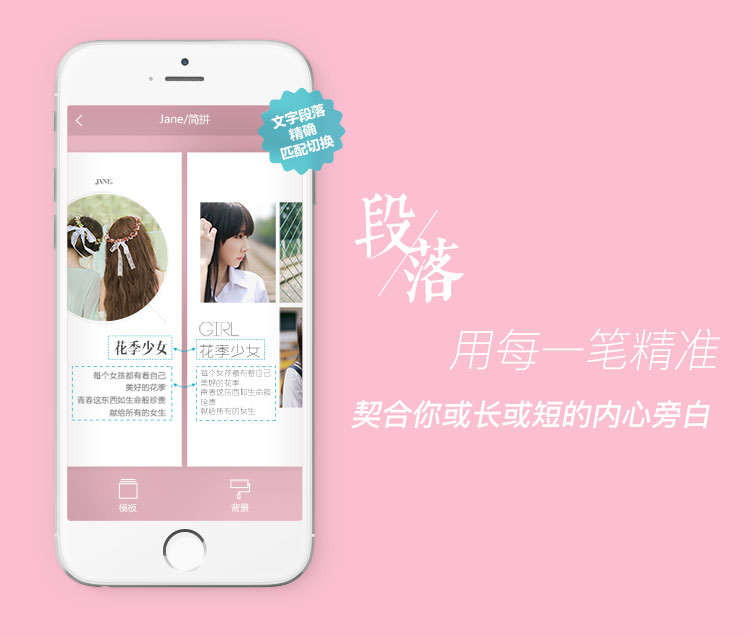 Jane/简拼
文字段落
精确
匹配切换
JANE
花季少女
每个女孩都有着自己
美好的花季
青春这东西如生命般珍贵
献给所有的女生
GIRL
花季少女
每个女孩都有着自己
美好的花季
青春这东西如生命般
珍贵
献给所有的女生
模板
背景
段
落
用每一笔精准
契合你或长或短的内心旁白